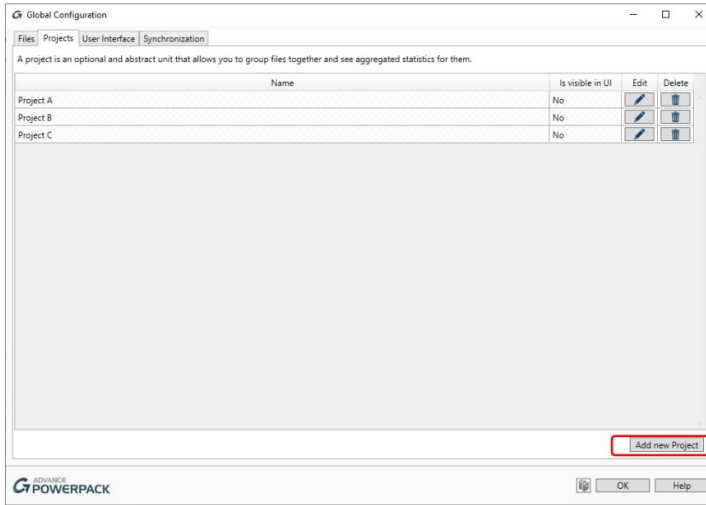 Global Configuration
Files Projects User Interface Synchronization
A project is an optional and abstract unit that allows you to group files together and see aggregated statistics for them.
Name Is visible in UI Edit Delete
Project A No
Project B No
Project C No
Add new Project
ADVANCE
POWERPACK
OK Help